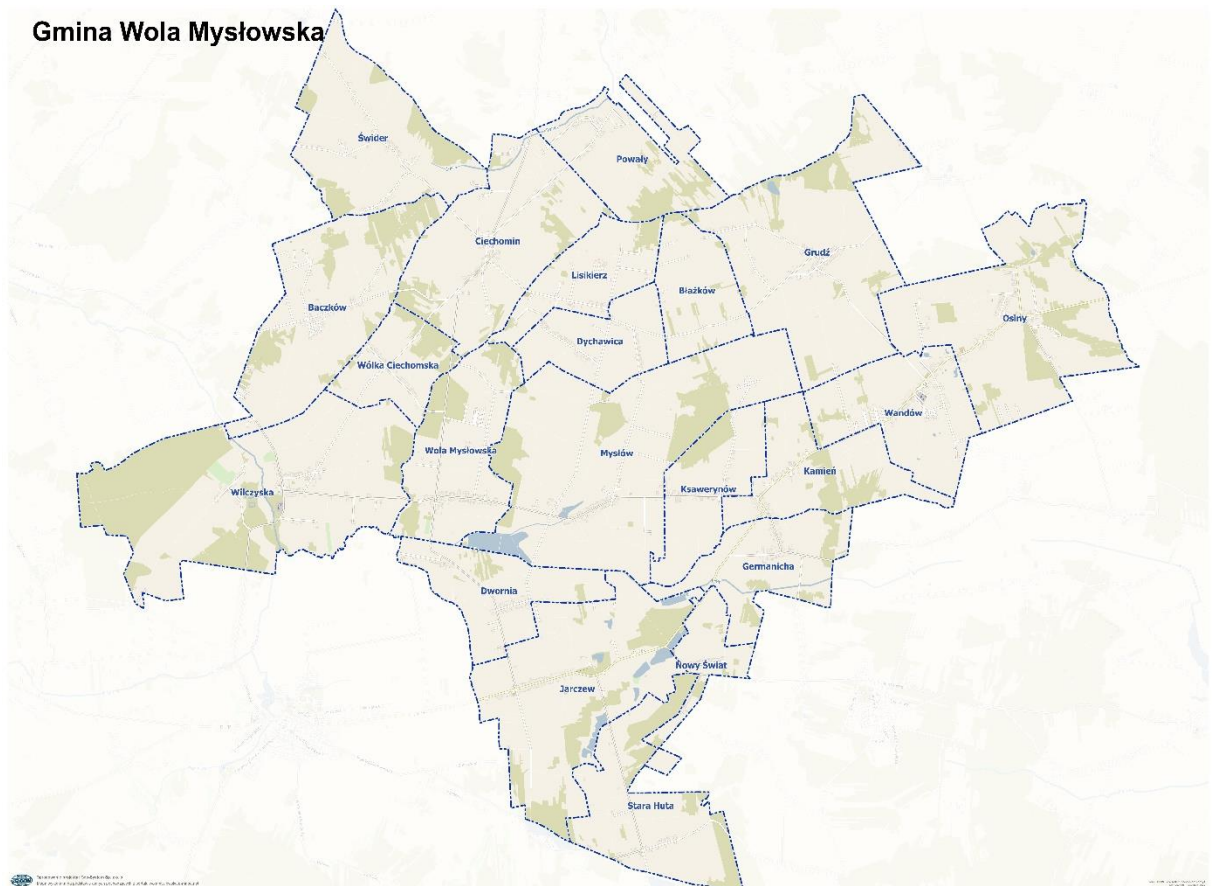 Gmina Wola Mysłowska
Świder
Powały
Ciechomin
Grudź
Lisikierz
Błażków
Baczków
Osiny
Dychawica
Wólka Ciechomska
Wandów
Wola Mysłowska
Mysłów
Kamień
Ksawerynów
Wilczyska
Germanicha
Dwornia
Nowy Świat
Jarczew
Stara Huta